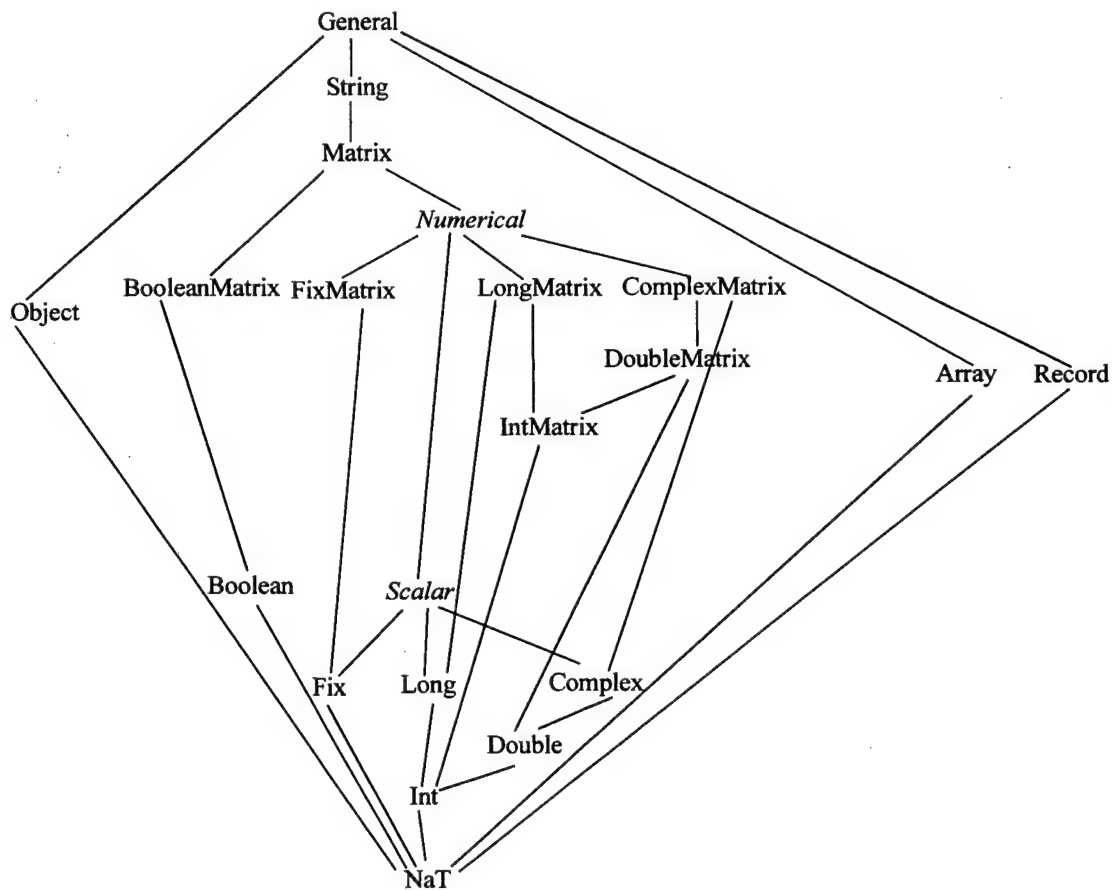 General
String
Matrix
Numerical
BooleanMatrix FixMatrix LongMatrix ComplexMatrix
Object
DoubleMatrix
Array Record
IntMatrix
Boolean Scalar
Fix Long Complex
Double
Int
NaT